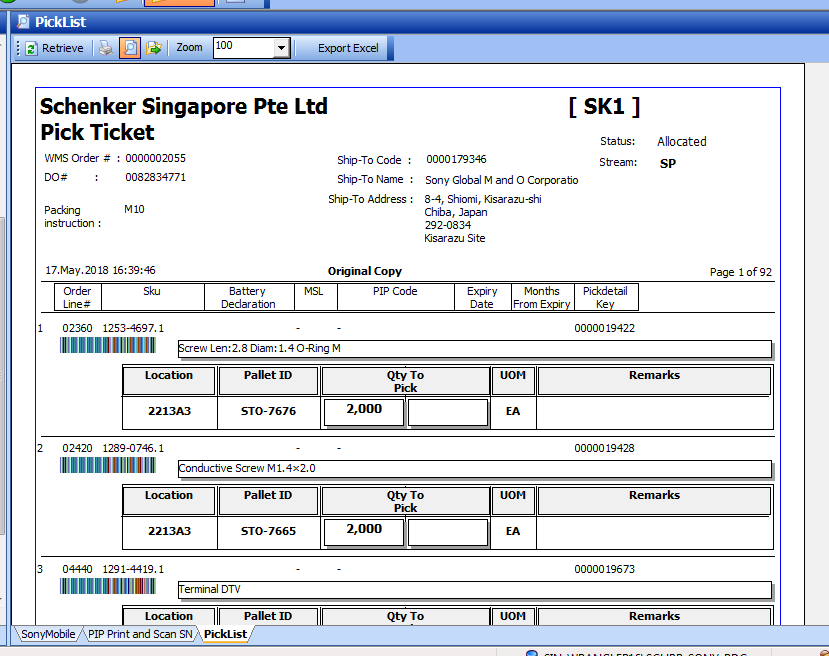 PickList
Retrieve Zoom 100 Export Excel
Schenker Singapore Pte Ltd [ SK1 ]
Pick Ticket
Status: Allocated
WMS Order # : 0000002055 Ship-To Code : 0000179346 Stream: SP
DO# : 0082834771 Ship-To Name : Sony Global M and O Corporatio
Ship-To Address : 8-4, Shiomi, Kisarazu-shi
Packing instruction : M10 Chiba, Japan
292-0834
Kisarazu Site
17.May.2018 16:39:46 Original Copy Page 1 of 92
Order Line# Sku Battery Declaration MSL PIP Code Expiry Date Months From Expiry Pickdetail Key
1 02360 1253-4697.1 - - 0000019422
Screw Len:2.8 Diam:1.4 O-Ring M
Location Pallet ID Qty To Pick UOM Remarks
2213A3 STO-7676 2,000 EA
2 02420 1289-0746.1 - - 0000019428
Conductive Screw M1.4×2.0
Location Pallet ID Qty To Pick UOM Remarks
2213A3 STO-7665 2,000 EA
3 04440 1291-4419.1 - - 0000019673
Terminal DTV
Location Pallet ID Qty To UOM Remarks
SonyMobile PIP Print and Scan SN PickList